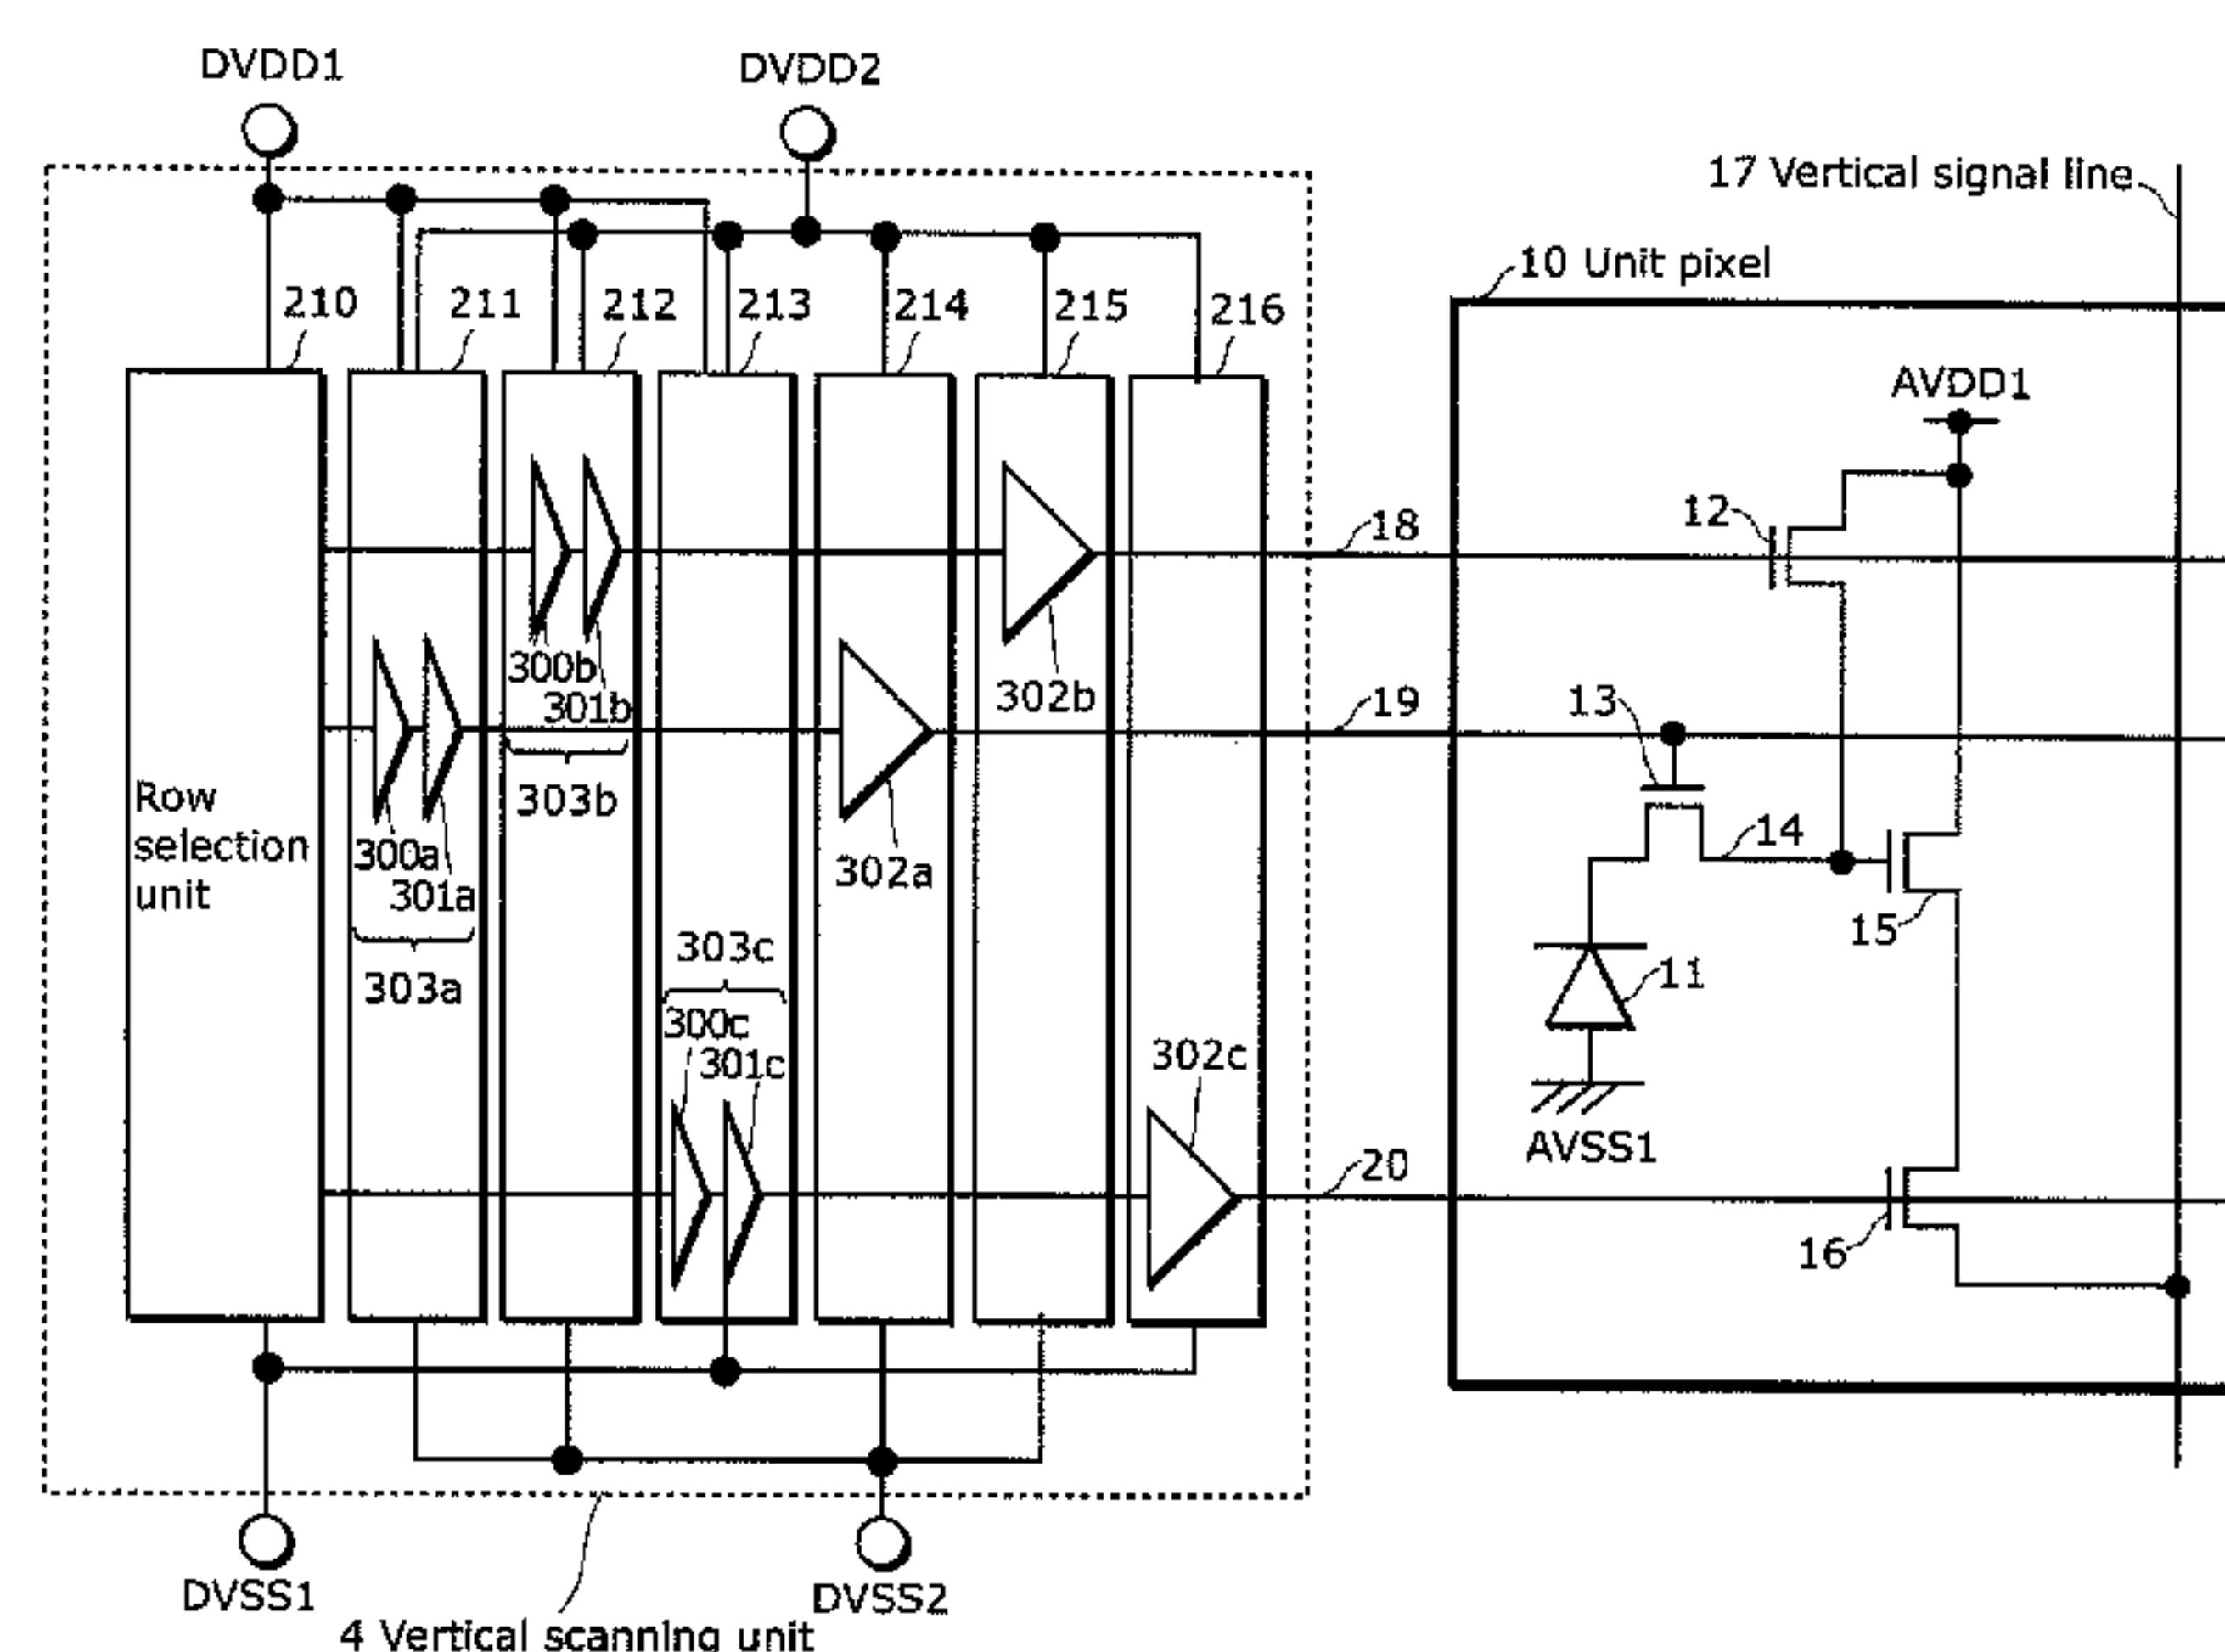 DVDD1
DVDD2
17 Vertical signal line
10 Unit pixel
210
211
212
213
214
215
216
AVDD1
12
18
300b
301b
302b
13
19
303b
Row
selection
unit
300a
301a
302a
14
15
303a
303c
300c
301c
11
302c
AVSS1
20
16
DVSS1
DVSS2
4 Vertical scanning unit